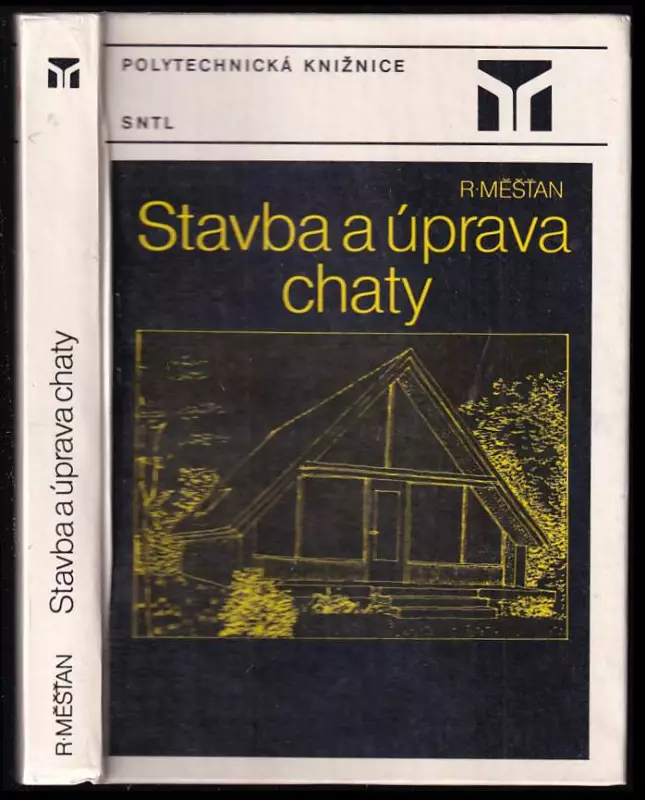 POLYTECHNICKÁ KNIŽNICE
SNTL
R·MĚŠŤAN
Stavba a úprava
chaty
Stavba a úprava chaty
R·MĚŠŤAN